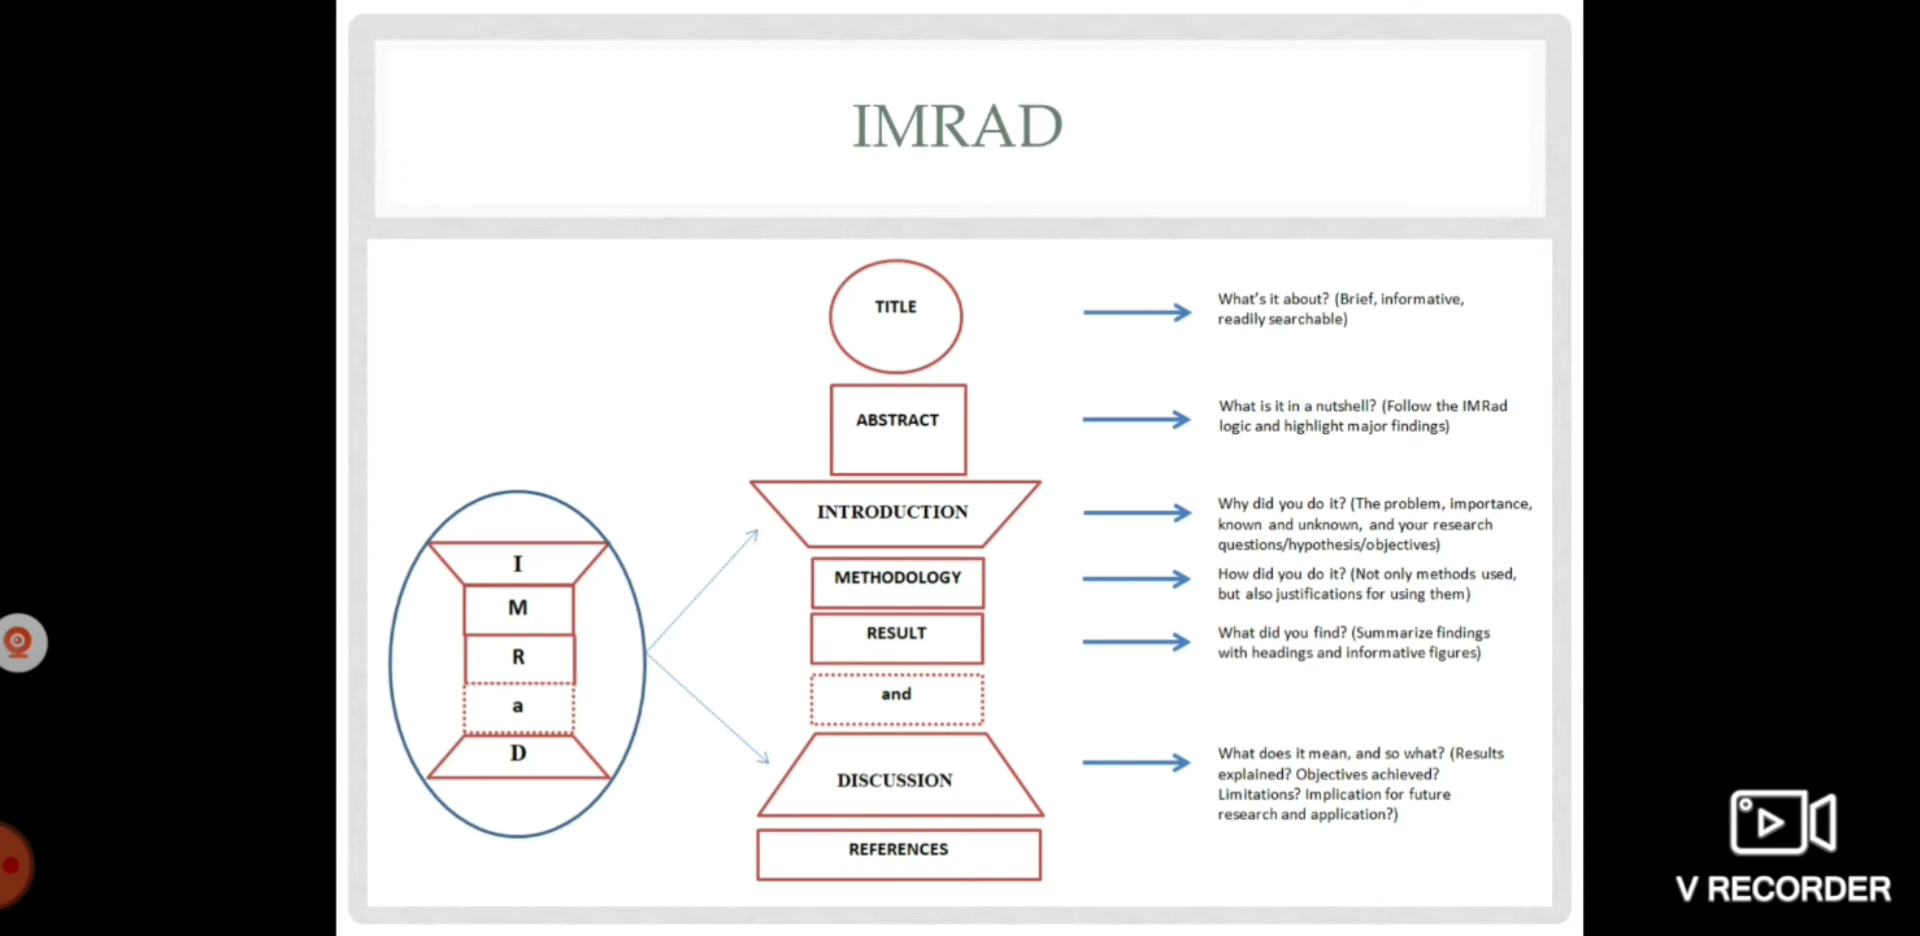 IMRAD
TITLE
What's it about? (Brief, informative,
readily searchable)
ABSTRACT
What is it in a nutshell? (Follow the IMRad
logic and highlight major findings)
INTRODUCTION
Why did you do it? (The problem, importance,
known and unknown, and your research
questions/hypothesis/objectives)
METHODOLOGY
How did you do it? (Not only methods used,
but also justifications for using them)
RESULT
What did you find? (Summarize findings
with headings and informative figures)
and
DISCUSSION
What does it mean, and so what? (Results
explained? Objectives achieved?
Limitations? Implication for future
research and application?)
REFERENCES
I
M
R
a
D
V RECORDER